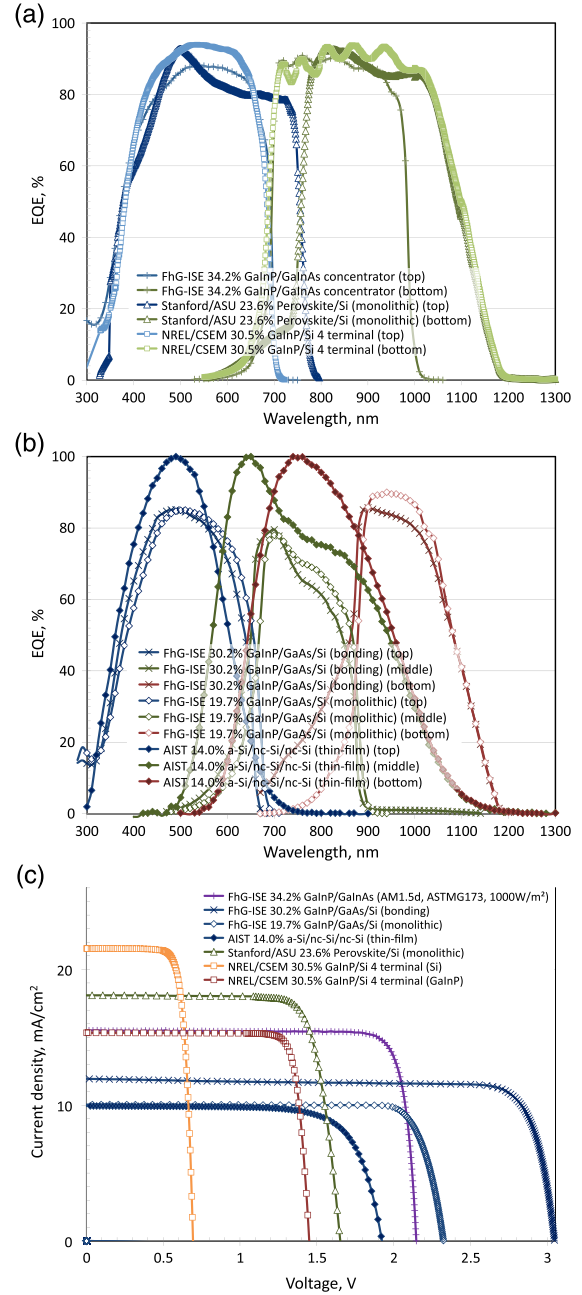 (a)
100
80
60
40
20
0
EQE, %
FhG-ISE 34.2% GaInP/GaInAs concentrator (top)
FhG-ISE 34.2% GaInP/GaInAs concentrator (bottom)
Stanford/ASU 23.6% Perovskite/Si (monolithic) (top)
Stanford/ASU 23.6% Perovskite/Si (monolithic) (bottom)
NREL/CSEM 30.5% GaInP/Si 4 terminal (top)
NREL/CSEM 30.5% GaInP/Si 4 terminal (bottom)
300 400 500 600 700 800 900 1000 1100 1200 1300
Wavelength, nm
(b)
100
80
60
40
20
0
EQE, %
FhG-ISE 30.2% GaInP/GaAs/Si (bonding) (top)
FhG-ISE 30.2% GaInP/GaAs/Si (bonding) (middle)
FhG-ISE 30.2% GaInP/GaAs/Si (bonding) (bottom)
FhG-ISE 19.7% GaInP/GaAs/Si (monolithic) (top)
FhG-ISE 19.7% GaInP/GaAs/Si (monolithic) (middle)
FhG-ISE 19.7% GaInP/GaAs/Si (monolithic) (bottom)
AIST 14.0% a-Si/nc-Si/nc-Si (thin-film) (top)
AIST 14.0% a-Si/nc-Si/nc-Si (thin-film) (middle)
AIST 14.0% a-Si/nc-Si/nc-Si (thin-film) (bottom)
300 400 500 600 700 800 900 1000 1100 1200 1300
Wavelength, nm
(c)
FhG-ISE 34.2% GaInP/GaInAs (AM1.5d, ASTMG173, 1000W/m²)
FhG-ISE 30.2% GaInP/GaAs/Si (bonding)
FhG-ISE 19.7% GaInP/GaAs/Si (monolithic)
AIST 14.0% a-Si/nc-Si/nc-Si (thin-film)
Stanford/ASU 23.6% Perovskite/Si (monolithic)
NREL/CSEM 30.5% GaInP/Si 4 terminal (Si)
NREL/CSEM 30.5% GaInP/Si 4 terminal (GaInP)
20
10
0
Current density, mA/cm²
0 0.5 1 1.5 2 2.5 3
Voltage, V